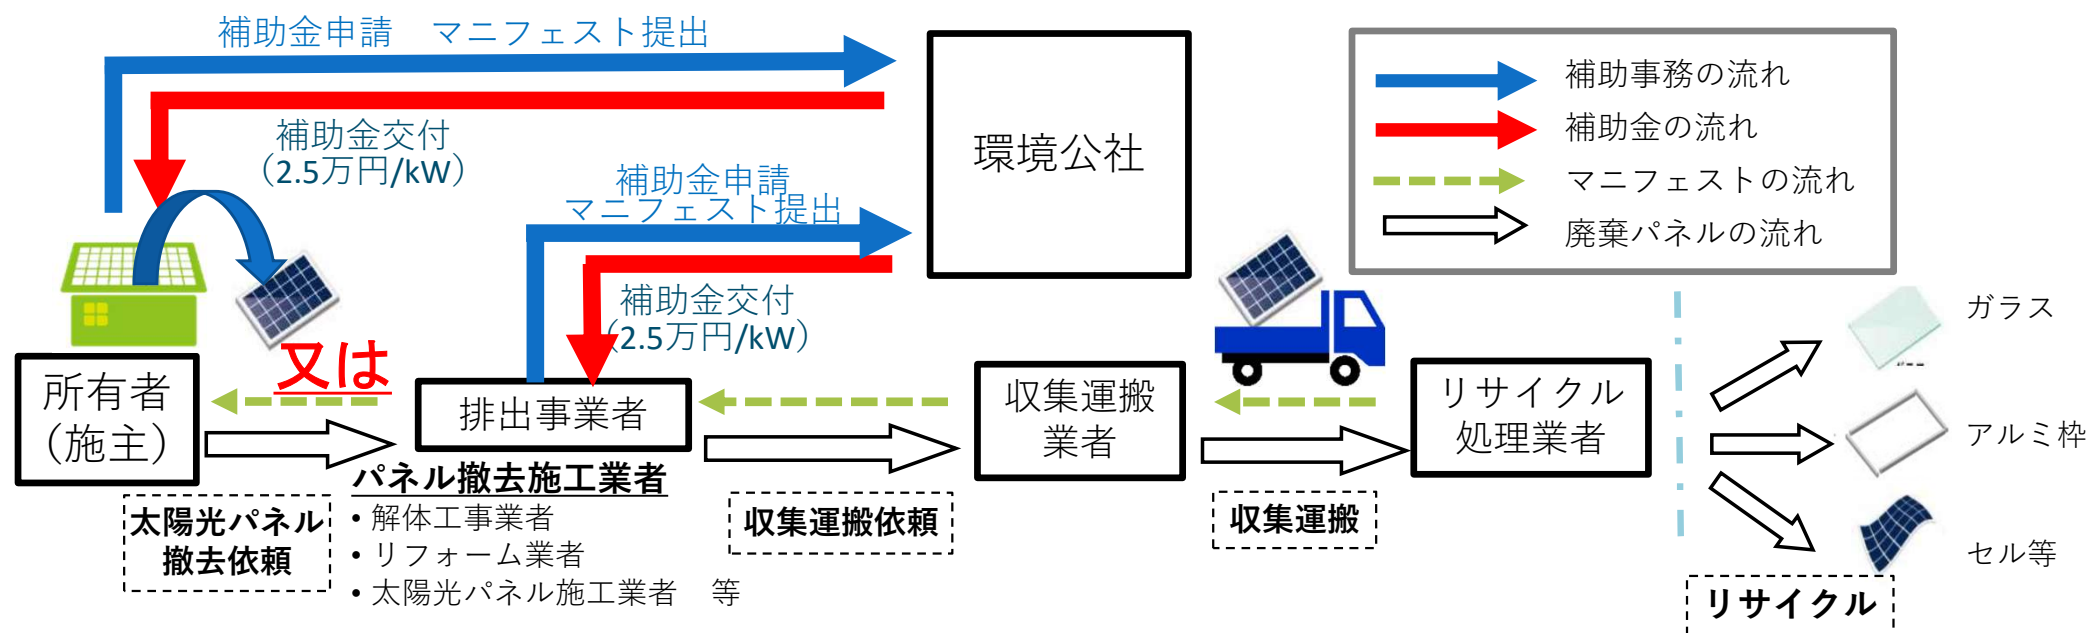 補助金申請　マニフェスト提出
補助金交付
（2.5万円/kW）
補助金申請
マニフェスト提出
補助金交付
（2.5万円/kW）
環境公社
補助事務の流れ
補助金の流れ
マニフェストの流れ
廃棄パネルの流れ
又は
所有者
（施主）
排出事業者
収集運搬
業者
リサイクル
処理業者
パネル撤去施工業者
• 解体工事業者
• リフォーム業者
• 太陽光パネル施工業者　等
太陽光パネル
撤去依頼
収集運搬依頼
収集運搬
リサイクル
ガラス
アルミ枠
セル等